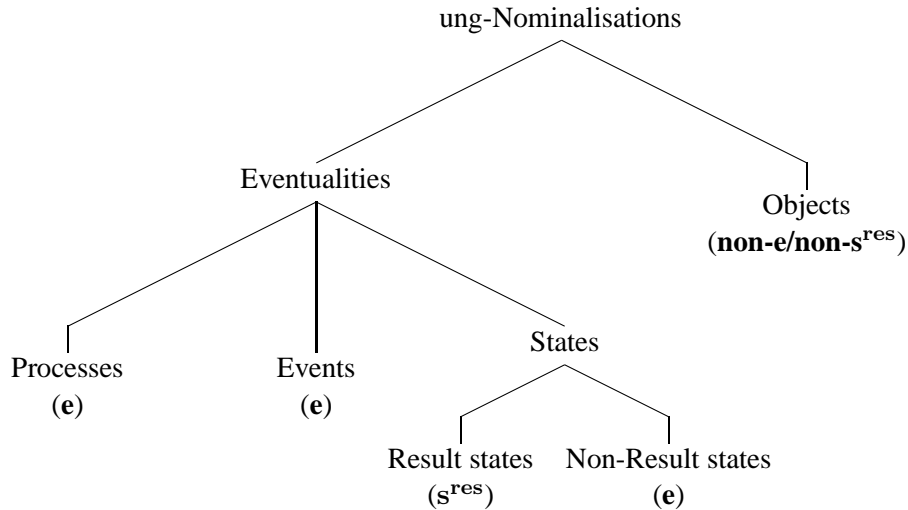 ung-Nominalisations
Eventualities
Objects
(non-e/non-s^res)
Processes
(e)
Events
(e)
States
Result states
(s^res)
Non-Result states
(e)